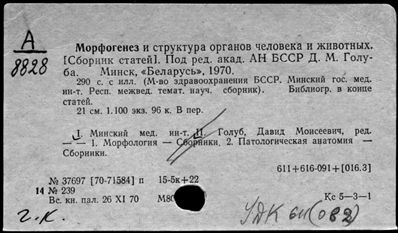 А
8828
Морфогенез и структура органов человека и животных.
[Сборник статей]. Под ред. акад. АН БССР Д. М. Голу-
ба. Минск, «Беларусь», 1970.
290 с. с илл. (М-во здравоохранения БССР. Минский гос. мед.
ин-т. Респ. межвед. темат. науч. сборник). Библиогр. в конце
статей.
21 см. 1.100 экз. 96 к. В пер.
I. Минский мед. ин-т. II. Голуб, Давид Моисеевич, ред.
— — 1. Морфология — Сборники. 2. Патологическая анатомия —
Сборники.
611+616-091+[016.3]
№ 37697 [70-71584] п 15-5к+22
14 № 239
Вс. кн. пал. 26 XI 70 М80 Кс 5—3—1
г.к. УДК 611(082)